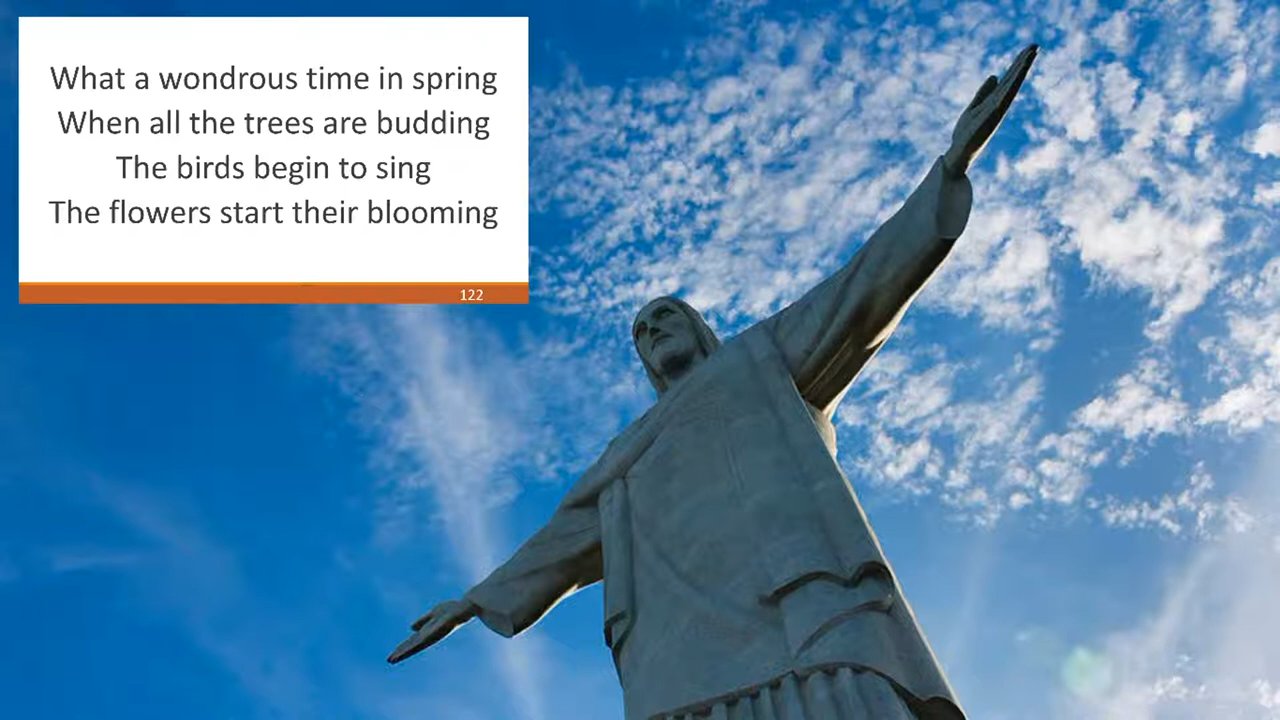 What a wondrous time in spring
When all the trees are budding
The birds begin to sing
The flowers start their blooming
122